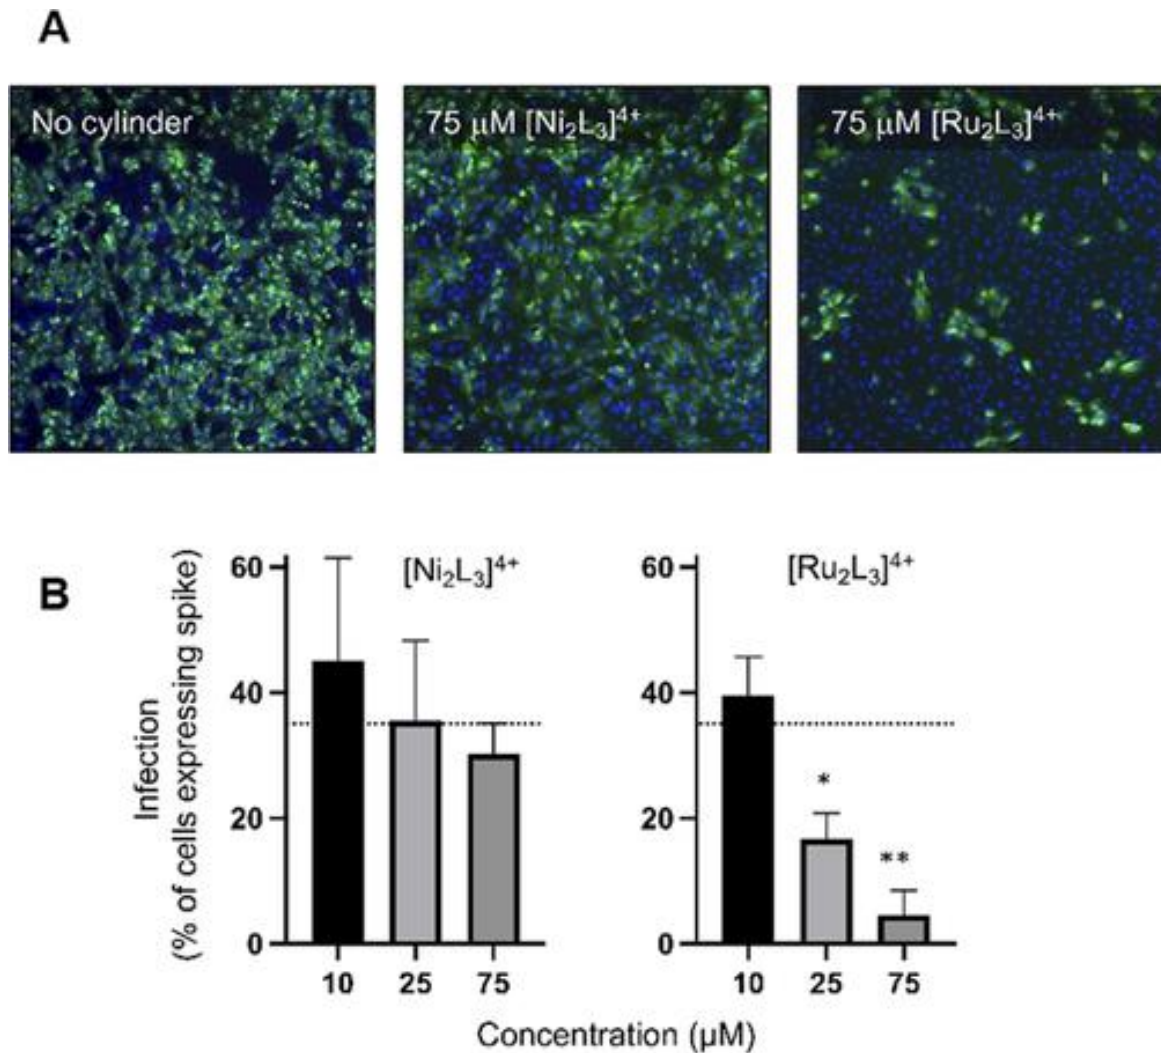 A
No cylinder
75 μM [Ni₂L₃]⁴⁺
75 μM [Ru₂L₃]⁴⁺
B
Infection
(% of cells expressing spike)
[Ni₂L₃]⁴⁺
60
40
20
0
10 25 75
[Ru₂L₃]⁴⁺
60
40
20
0
*
**
10 25 75
Concentration (μM)